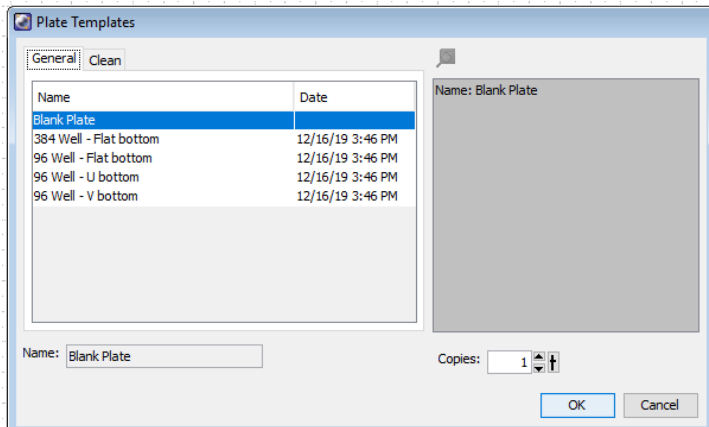 Plate Templates
General Clean
Name Date
Blank Plate
384 Well - Flat bottom 12/16/19 3:46 PM
96 Well - Flat bottom 12/16/19 3:46 PM
96 Well - U bottom 12/16/19 3:46 PM
96 Well - V bottom 12/16/19 3:46 PM
Name: Blank Plate
Name: Blank Plate
Copies: 1
OK Cancel